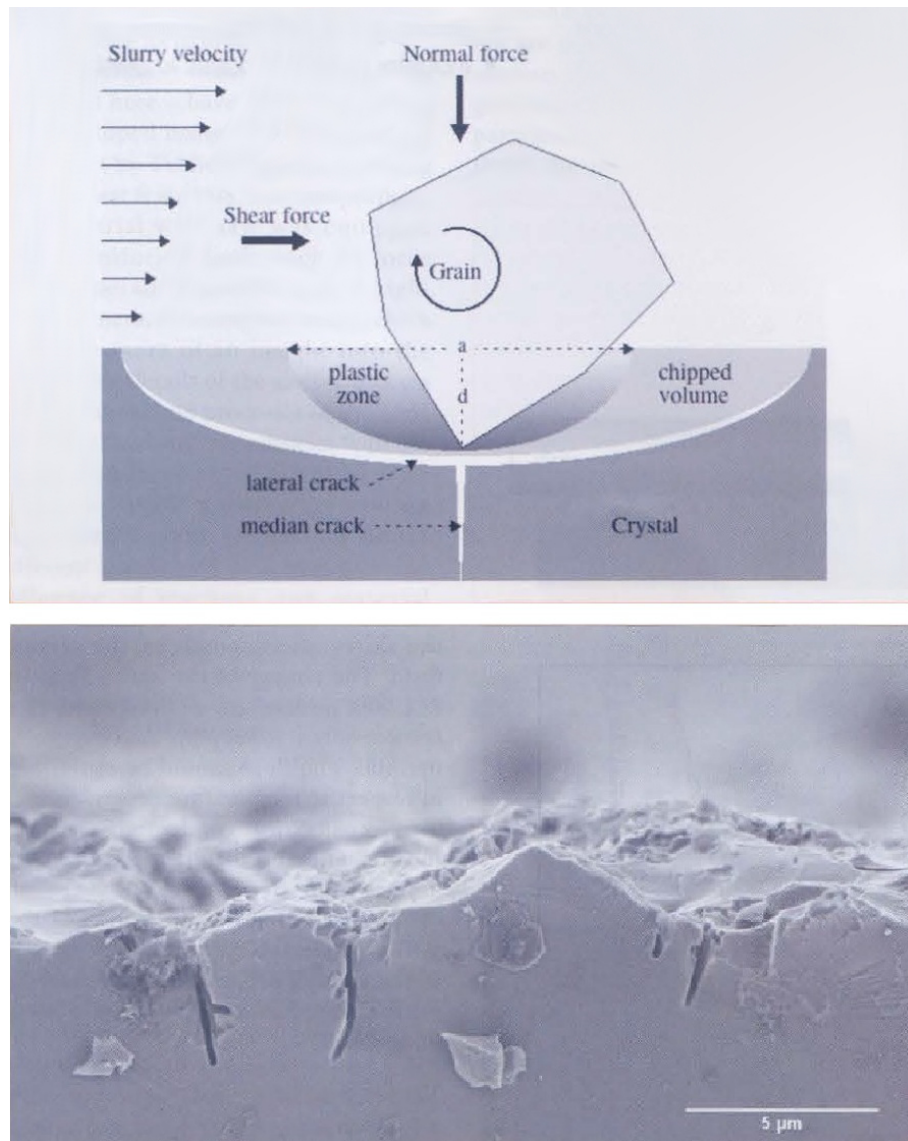 Slurry velocity
Normal force
Shear force
Grain
a
plastic
zone
d
chipped
volume
lateral crack
median crack
Crystal
5 µm